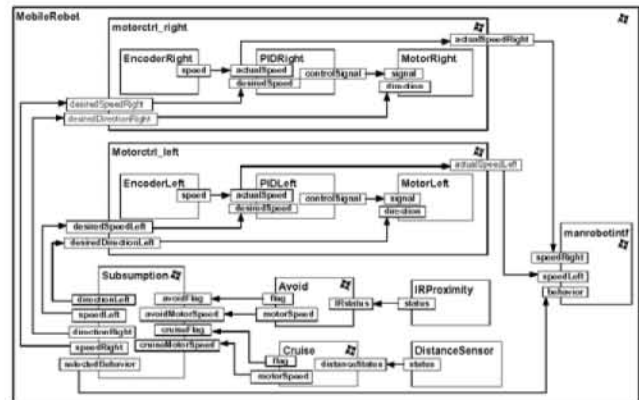 MobileRobot
motorctrl_right
actualSpeedRight
EncoderRight
PIDRight
MotorRight
speed
actualSpeed
controlSignal
signal
desiredSpeed
direction
desiredSpeedRight
desiredDirectionRight
Motorctrl_left
actualSpeedLeft
EncoderLeft
PIDLeft
MotorLeft
speed
actualSpeed
controlSignal
signal
desiredSpeed
direction
desiredSpeedLeft
desiredDirectionLeft
manrobotintf
speedRight
speedLeft
behavior
Subsumption
Avoid
IRProximity
directionLeft
avoidFlag
flag
IRstatus
status
speedLeft
avoidMotorSpeed
motorSpeed
directionRight
cruiseFlag
speedRight
cruiseMotorSpeed
Cruise
DistanceSensor
selectedBehavior
flag
distanceStatus
status
motorSpeed